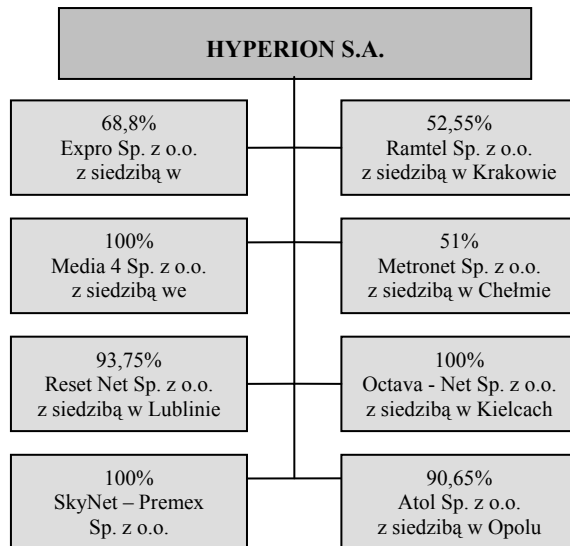 HYPERION S.A.
68,8%
Expro Sp. z o.o.
z siedzibą w
52,55%
Ramtel Sp. z o.o.
z siedzibą w Krakowie
100%
Media 4 Sp. z o.o.
z siedzibą we
51%
Metronet Sp. z o.o.
z siedzibą w Chełmie
93,75%
Reset Net Sp. z o.o.
z siedzibą w Lublinie
100%
Octava - Net Sp. z o.o.
z siedzibą w Kielcach
100%
SkyNet – Premex
Sp. z o.o.
90,65%
Atol Sp. z o.o.
z siedzibą w Opolu